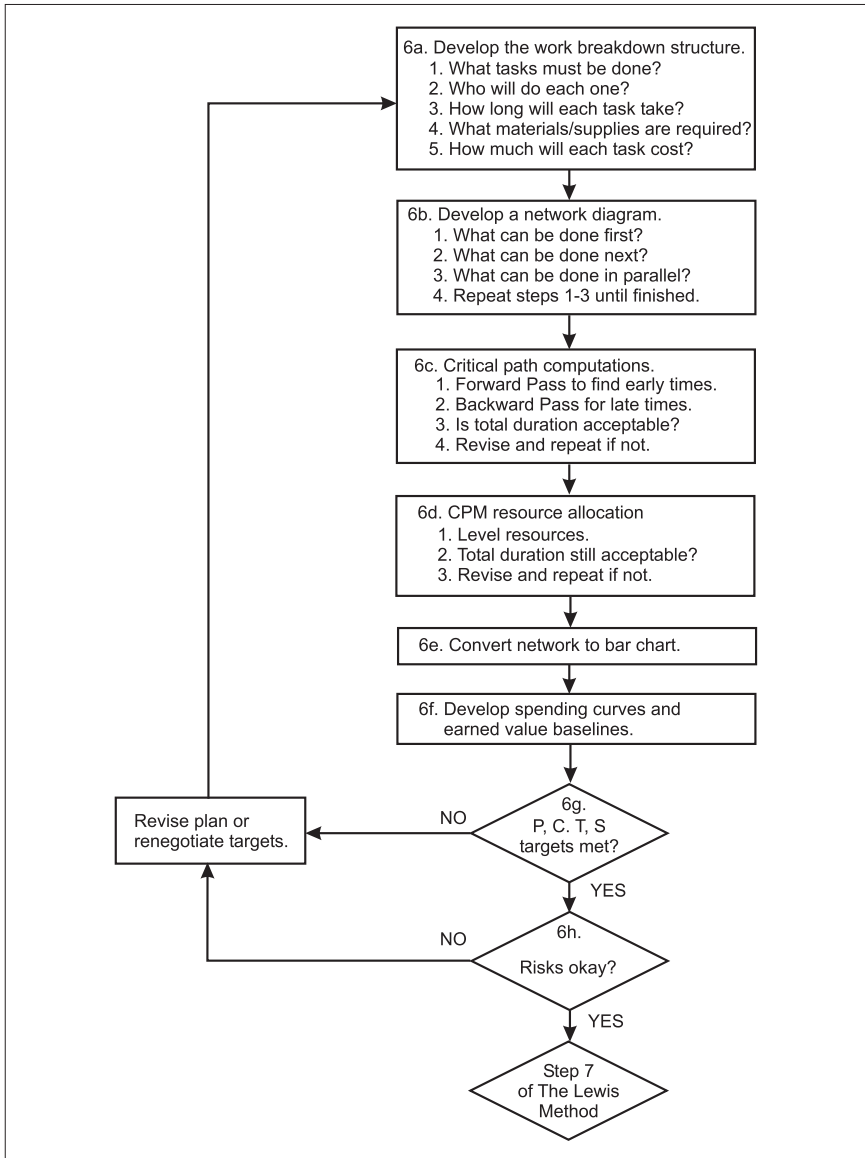 6a. Develop the work breakdown structure.
1. What tasks must be done?
2. Who will do each one?
3. How long will each task take?
4. What materials/supplies are required?
5. How much will each task cost?
6b. Develop a network diagram.
1. What can be done first?
2. What can be done next?
3. What can be done in parallel?
4. Repeat steps 1-3 until finished.
6c. Critical path computations.
1. Forward Pass to find early times.
2. Backward Pass for late times.
3. Is total duration acceptable?
4. Revise and repeat if not.
6d. CPM resource allocation
1. Level resources.
2. Total duration still acceptable?
3. Revise and repeat if not.
6e. Convert network to bar chart.
6f. Develop spending curves and
earned value baselines.
6g.
P, C. T, S
targets met?
NO
Revise plan or
renegotiate targets.
YES
6h.
Risks okay?
NO
YES
Step 7
of The Lewis
Method